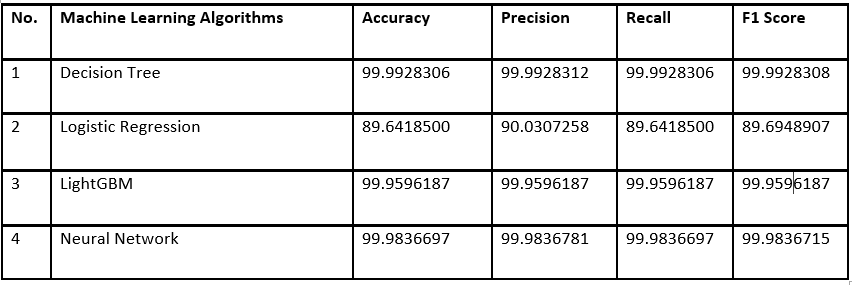 No. Machine Learning Algorithms Accuracy Precision Recall F1 Score
1 Decision Tree 99.9928306 99.9928312 99.9928306 99.9928308
2 Logistic Regression 89.6418500 90.0307258 89.6418500 89.6948907
3 LightGBM 99.9596187 99.9596187 99.9596187 99.9596187
4 Neural Network 99.9836697 99.9836781 99.9836697 99.9836715